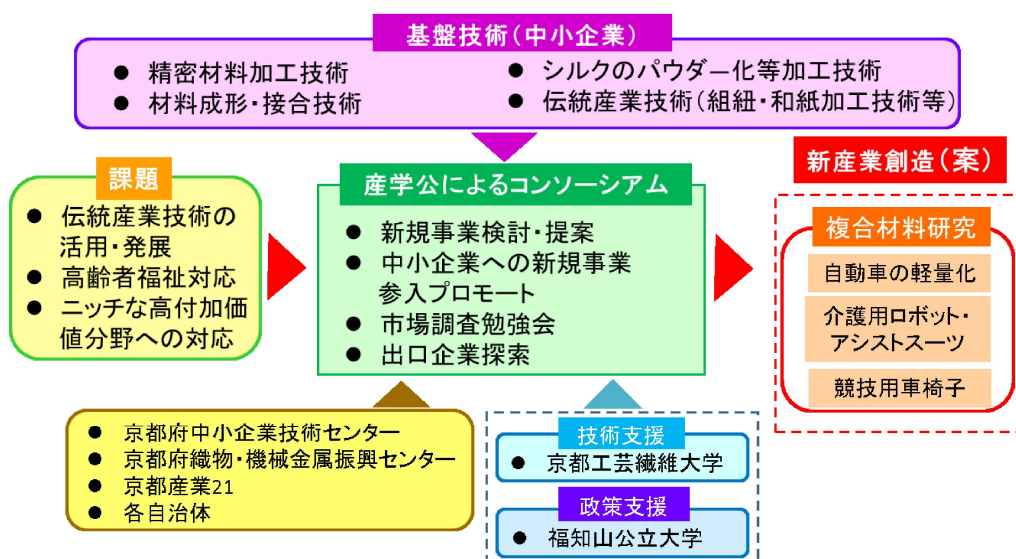 基盤技術(中小企業)
● 精密材料加工技術
● 材料成形・接合技術
● シルクのパウダー化等加工技術
● 伝統産業技術(組紐・和紙加工技術等)
課題
● 伝統産業技術の
活用・発展
● 高齢者福祉対応
● ニッチな高付加価
値分野への対応
産学公によるコンソーシアム
● 新規事業検討・提案
● 中小企業への新規事業
参入プロモート
● 市場調査勉強会
● 出口企業探索
新産業創造(案)
複合材料研究
自動車の軽量化
介護用ロボット・
アシストスーツ
競技用車椅子
● 京都府中小企業技術センター
● 京都府織物・機械金属振興センター
● 京都産業21
● 各自治体
技術支援
● 京都工芸繊維大学
政策支援
● 福知山公立大学